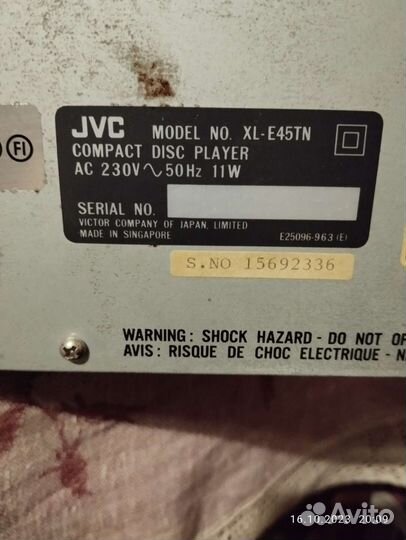 FI
JVC MODEL NO. XL-E45TN
COMPACT DISC PLAYER
AC 230V ~ 50Hz 11W
SERIAL NO.
VICTOR COMPANY OF JAPAN, LIMITED
MADE IN SINGAPORE E25096-963 (E)
S.NO 15692336
WARNING: SHOCK HAZARD - DO NOT
AVIS: RISQUE DE CHOC ELECTRIQUE -
16.10.2023 20:09
Avito